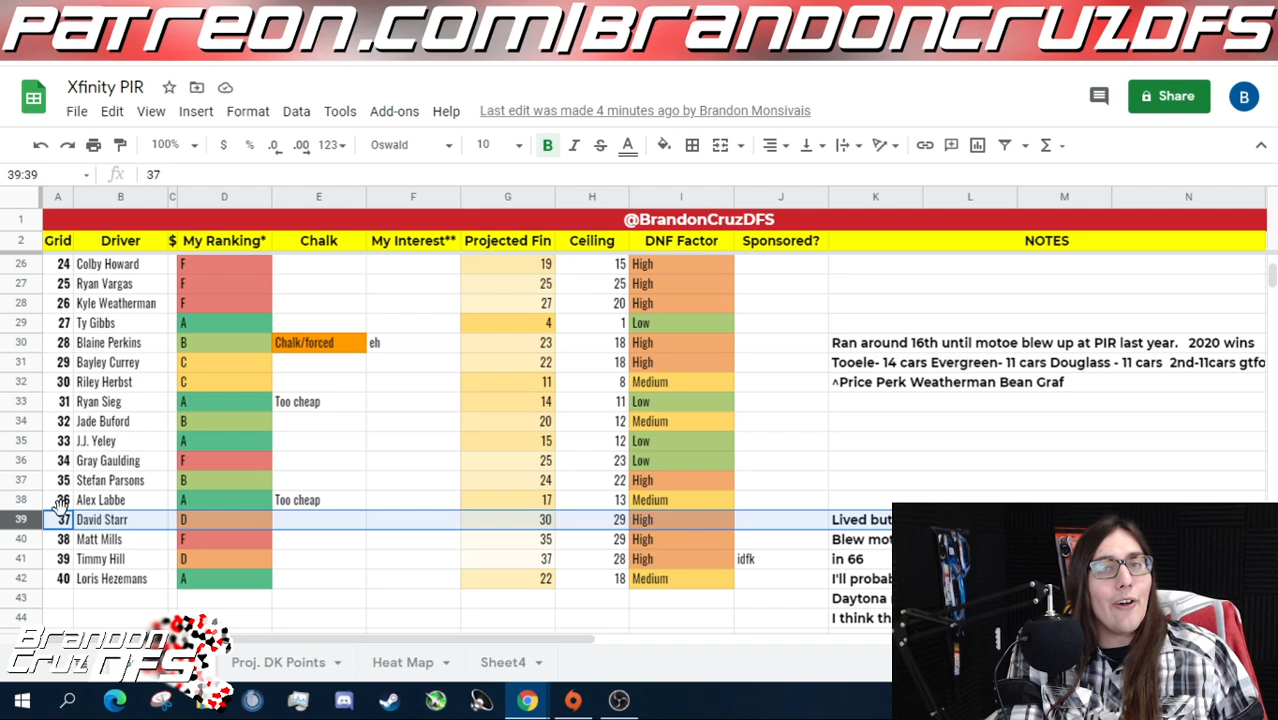 Patreon.com/BrandonCruzDFS
Xfinity PIR
File Edit View Insert Format Data Tools Add-ons Help Last edit was made 4 minutes ago by Brandon Monsivais
Share B
100% $ % .0 .00 123 Oswald 10 B I S A
39:39 fx 37
A B C D E F G H I J K L M N
1 @BrandonCruzDFS
2 Grid Driver $ My Ranking* Chalk My Interest** Projected Fin Ceiling DNF Factor Sponsored? NOTES
26 24 Colby Howard F 19 15 High
27 25 Ryan Vargas F 25 25 High
28 26 Kyle Weatherman F 27 20 High
29 27 Ty Gibbs A 4 1 Low
30 28 Blaine Perkins B Chalk/forced eh 23 18 High Ran around 16th until motoe blew up at PIR last year. 2020 wins
31 29 Bayley Currey C 22 18 High Tooele- 14 cars Evergreen- 11 cars Douglass - 11 cars 2nd-11cars gtfo
32 30 Riley Herbst C 11 8 Medium ^Price Perk Weatherman Bean Graf
33 31 Ryan Sieg A Too cheap 14 11 Low
34 32 Jade Buford B 20 12 Medium
35 33 J.J. Yeley A 15 12 Low
36 34 Gray Gaulding F 25 23 Low
37 35 Stefan Parsons B 24 22 High
38 36 Alex Labbe A Too cheap 17 13 Medium
39 37 David Starr D 30 29 High Lived but
40 38 Matt Mills F 35 29 High Blew mot
41 39 Timmy Hill D 37 28 High idfk in 66
42 40 Loris Hezemans A 22 18 Medium I'll probab
43 Daytona
44 I think th
Brandon
Cruz DFS
Proj. DK Points Heat Map Sheet4